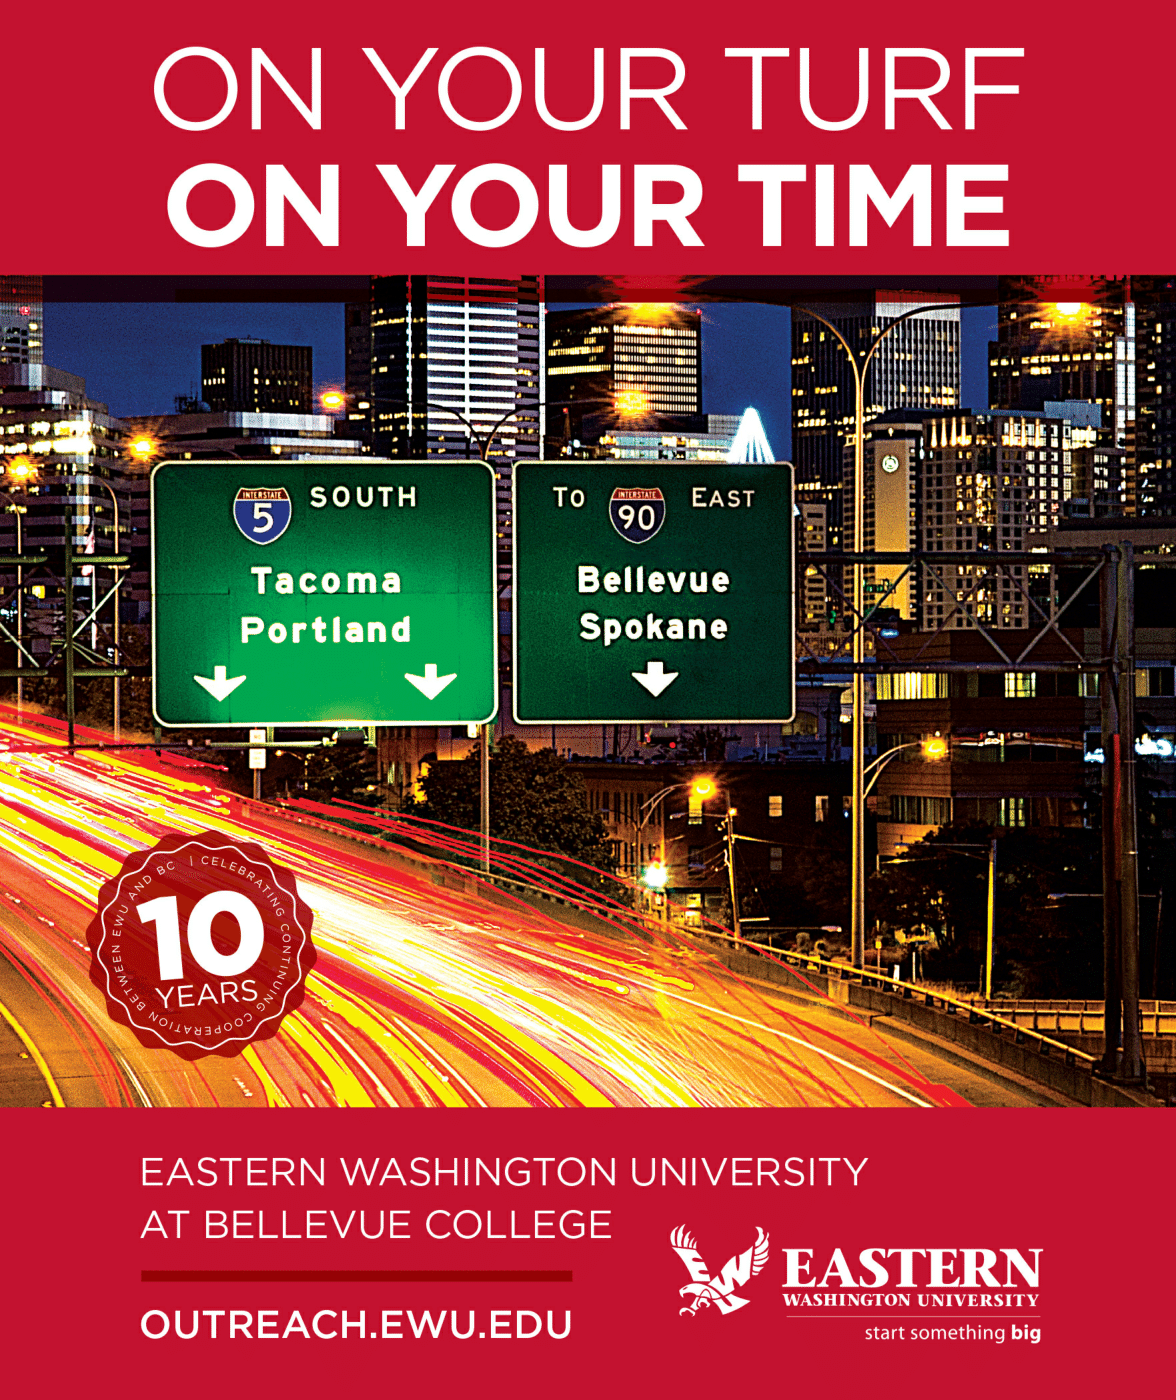 ON YOUR TURF
ON YOUR TIME
INTERSTATE
5
SOUTH
Tacoma
Portland
To
INTERSTATE
90
EAST
Bellevue
Spokane
CELEBRATING CONTINUING COOPERATION BETWEEN EWU AND BC |
10
YEARS
EASTERN WASHINGTON UNIVERSITY
AT BELLEVUE COLLEGE
OUTREACH.EWU.EDU
EWU
EASTERN
WASHINGTON UNIVERSITY
start something big